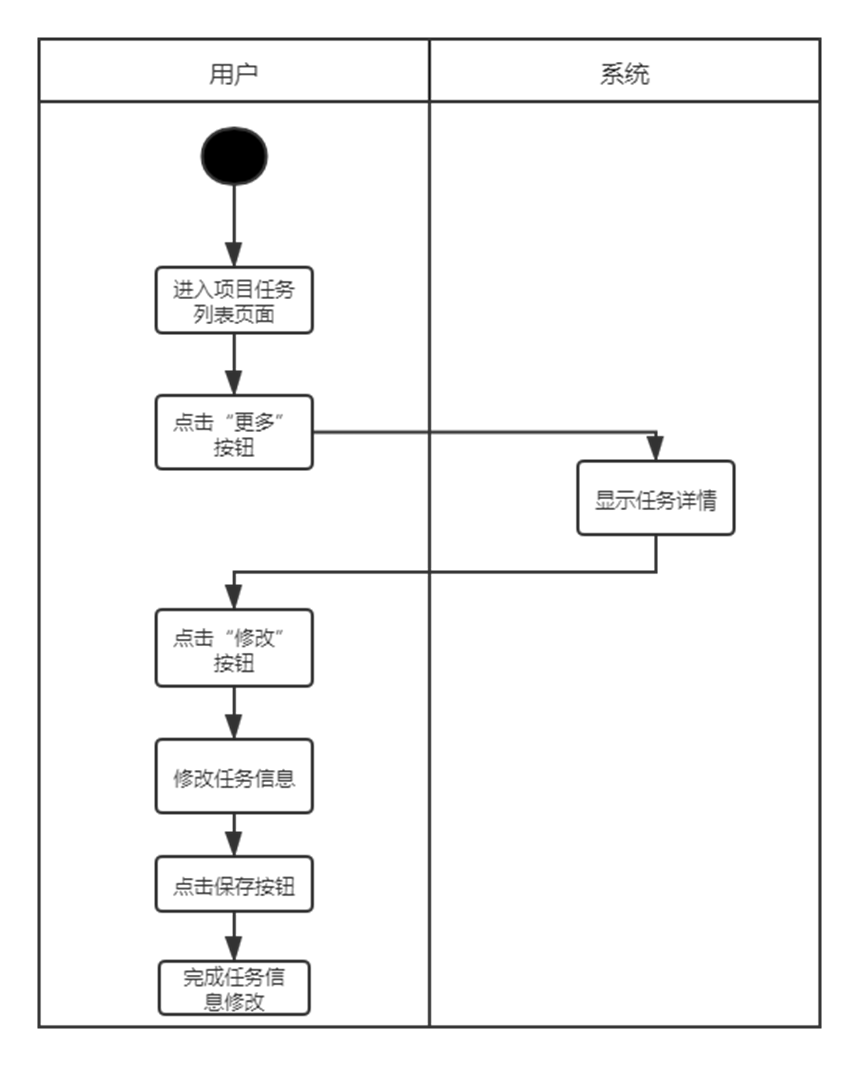 用户
系统
进入项目任务
列表页面
点击“更多”
按钮
显示任务详情
点击“修改”
按钮
修改任务信息
点击保存按钮
完成任务信
息修改